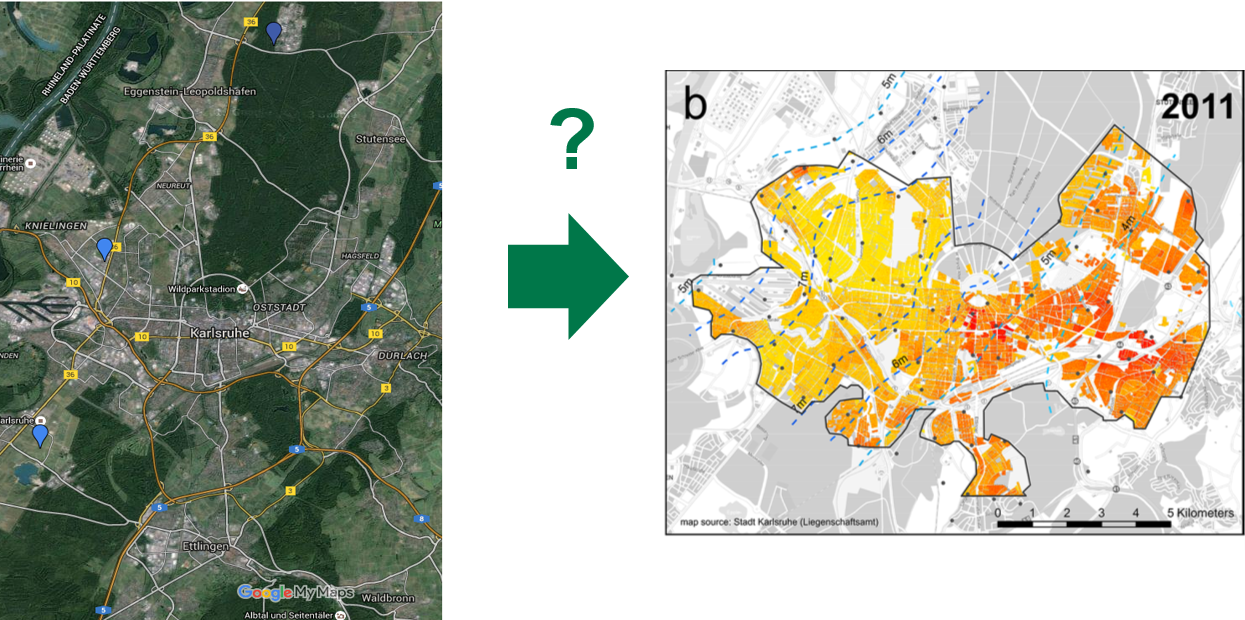 36
RHINELAND-PALATINATE
BADEN-WÜRTTEMBERG
Eggenstein-Leopoldshafen
36
Stutensee
inerie
rrhein
NEUREUT
5
KNIELINGEN
M
36
HAGSFELD
10
Wildparkstadion
OSTSTADT
5
Karlsruhe
10
10
10
NDEN
DURLACH
36
3
arlsruhe
5
3
5
8
Ettlingen
Google My Maps
Waldbronn
5
Albtal und Seitentäler
?
b
2011
5m
6m
4m
5m
7m
5m
6m
7m
0 1 2 3 4 5 Kilometers
map source: Stadt Karlsruhe (Liegenschaftsamt)